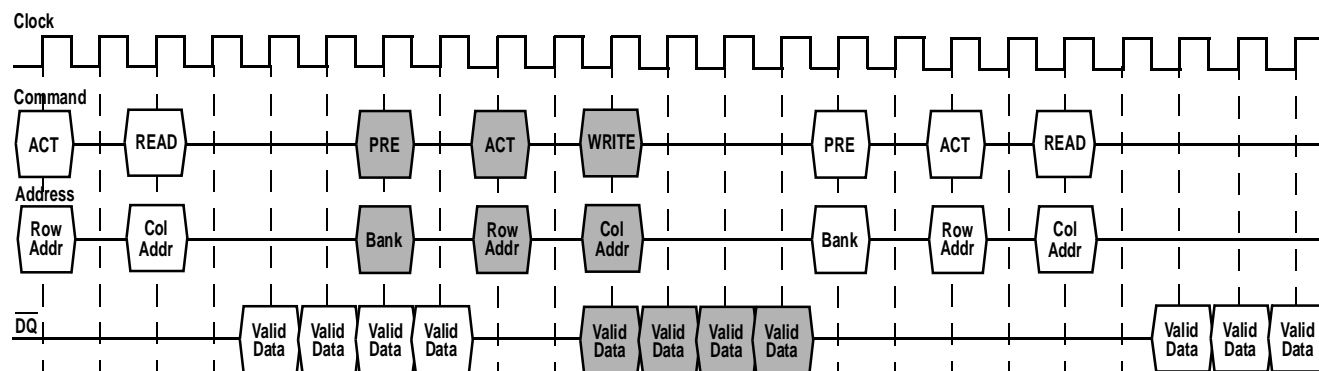 Clock
Command
ACT
READ
PRE
ACT
WRITE
PRE
ACT
READ
Address
Row
Addr
Col
Addr
Bank
Row
Addr
Col
Addr
Bank
Row
Addr
Col
Addr
DQ
Valid
Data
Valid
Data
Valid
Data
Valid
Data
Valid
Data
Valid
Data
Valid
Data
Valid
Data
Valid
Data
Valid
Data
Valid
Data